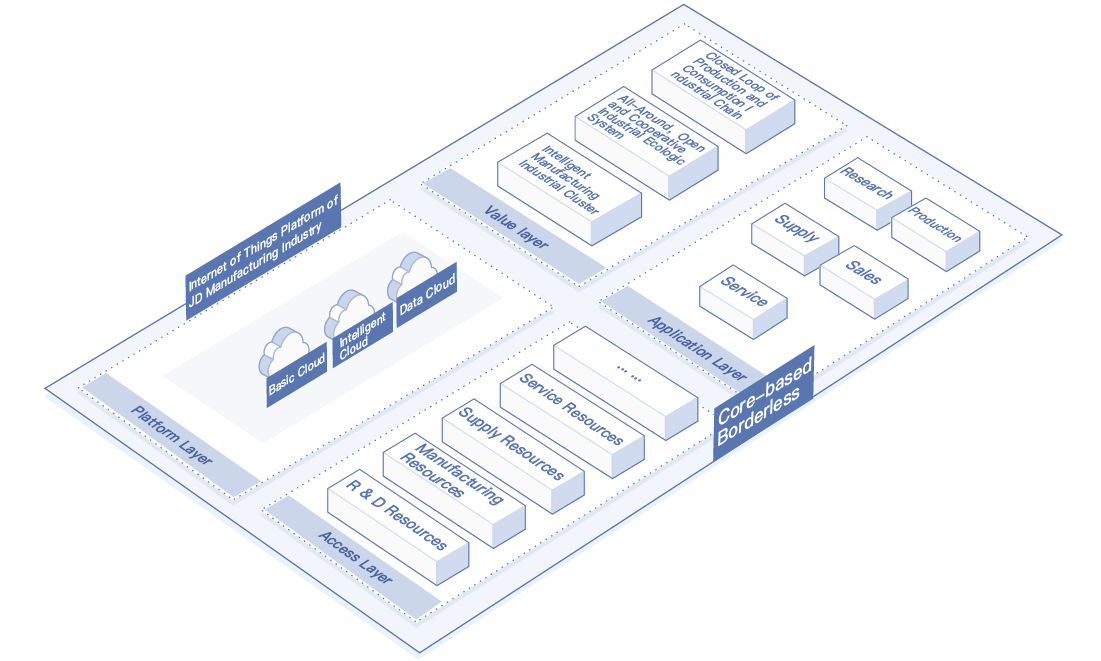 Closed Loop of
Production and
Consumption I
ndustrial Chain
All-Around, Open
and Cooperative
Industrial Ecologic
System
Intelligent
Manufacturing
Industrial Cluster
Value layer
Research
Production
Supply
Sales
Service
Application Layer
Internet of Things Platform of
JD Manufacturing Industry
Data Cloud
Intelligent
Cloud
Basic Cloud
Platform Layer
... ...
Service Resources
Supply Resources
Manufacturing
Resources
R & D Resources
Access Layer
Core-based
Borderless